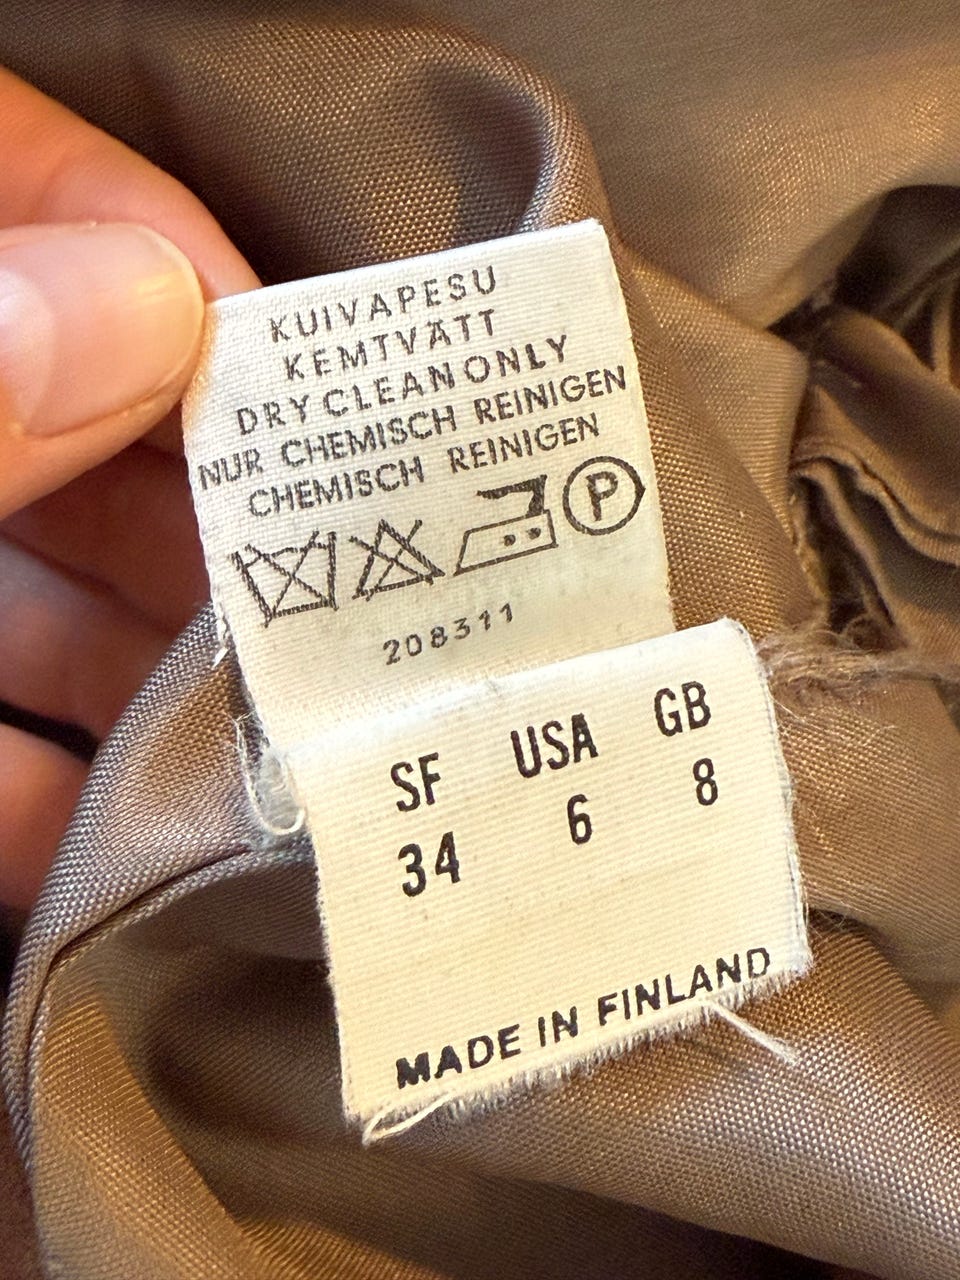 KUIVAPESU
KEMTVÄTT
DRY CLEAN ONLY
NUR CHEMISCH REINIGEN
CHEMISCH REINIGEN
P
208311
SF USA GB
34 6 8
MADE IN FINLAND